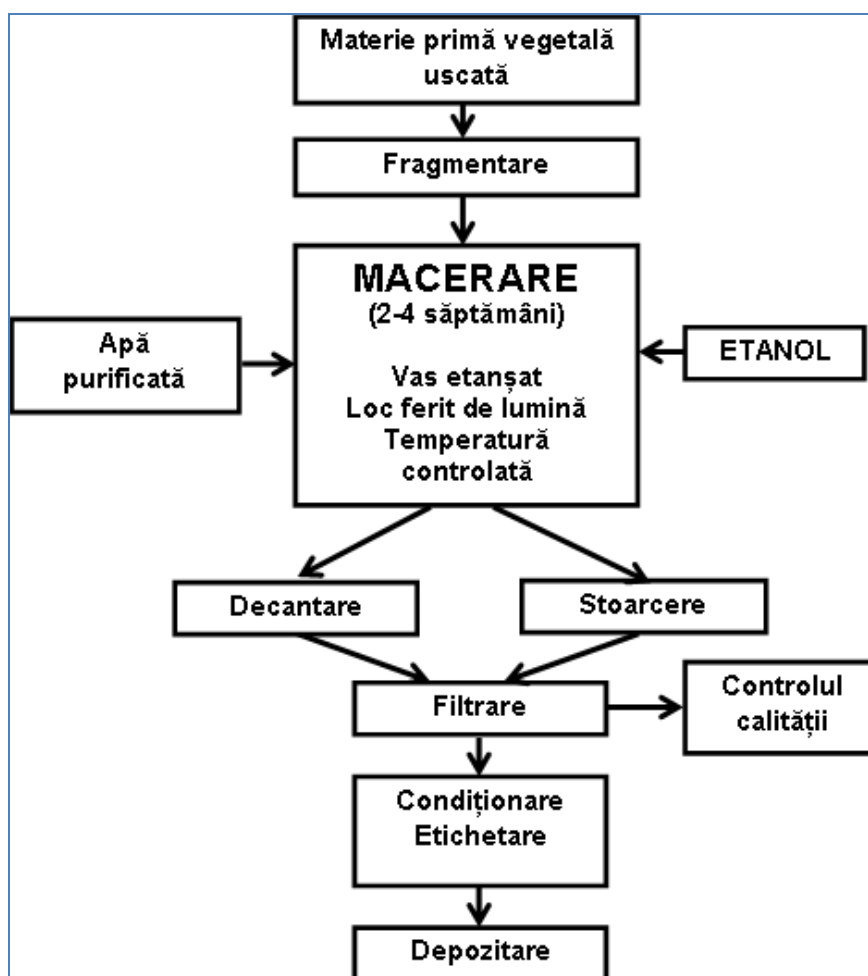 Materie primă vegetală
uscată
Fragmentare
MACERARE
(2-4 săptămâni)
Vas etanșat
Loc ferit de lumină
Temperatură
controlată
Apă
purificată
ETANOL
Decantare
Stoarcere
Filtrare
Controlul
calității
Condiționare
Etichetare
Depozitare